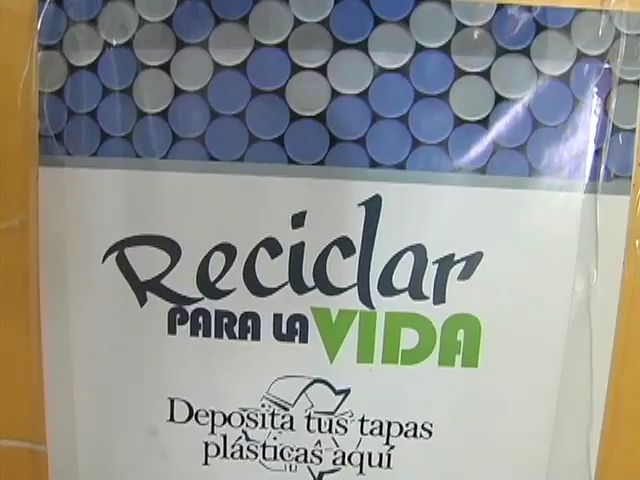 Reciclar
PARA LA VIDA
Deposita tus tapas
plásticas aquí